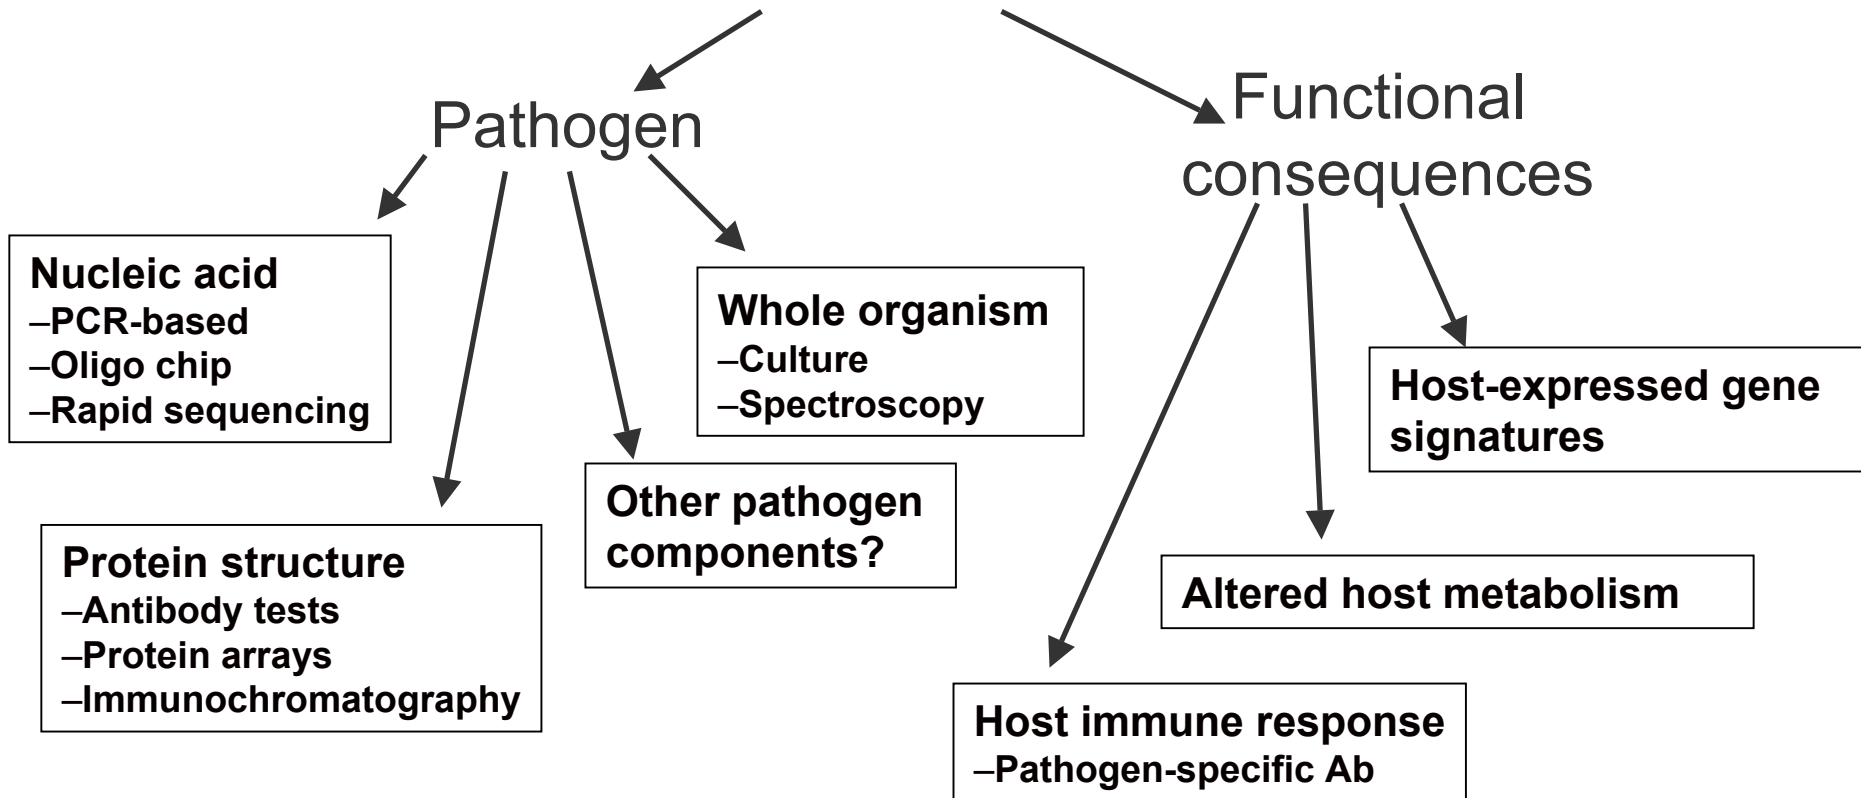 Pathogen
Functional
consequences
Nucleic acid
–PCR-based
–Oligo chip
–Rapid sequencing
Whole organism
–Culture
–Spectroscopy
Host-expressed gene
signatures
Other pathogen
components?
Protein structure
–Antibody tests
–Protein arrays
–Immunochromatography
Altered host metabolism
Host immune response
–Pathogen-specific Ab